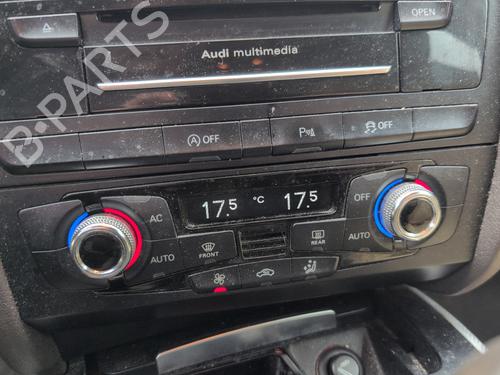 OPEN
Audi multimedia
B-PARTS
A OFF
P
OFF
AC
17.5 °C 17.5
OFF
AUTO
FRONT
REAR
AUTO